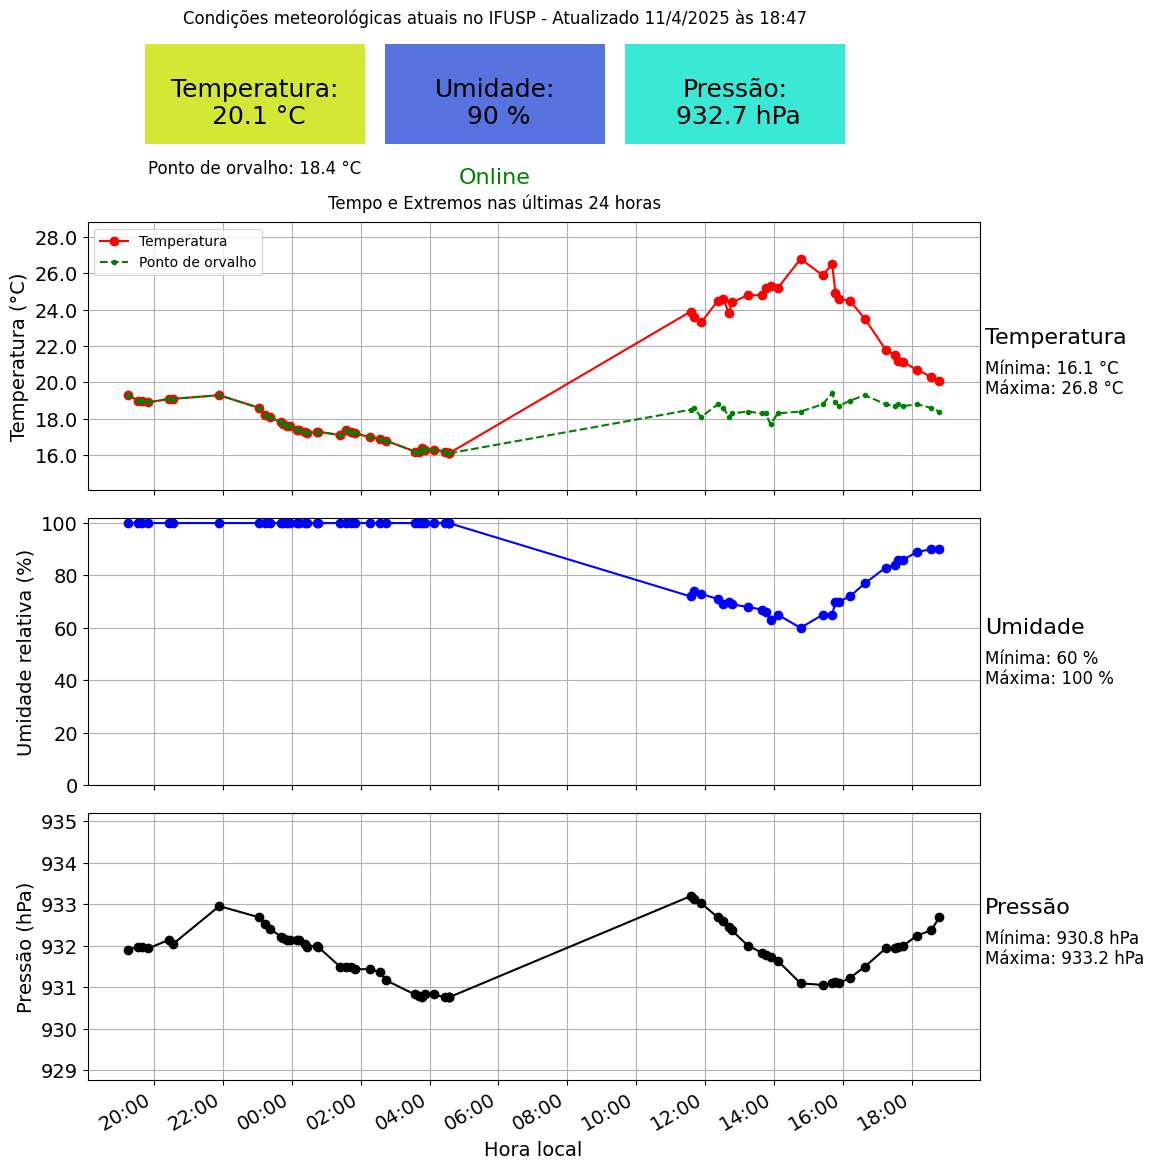 Condições meteorológicas atuais no IFUSP - Atualizado 11/4/2025 às 18:47
Temperatura:
20.1 °C
Umidade:
90 %
Pressão:
932.7 hPa
Ponto de orvalho: 18.4 °C
Online
Tempo e Extremos nas últimas 24 horas
Temperatura (°C)
28.0
26.0
24.0
22.0
20.0
18.0
16.0
Temperatura
Ponto de orvalho
Temperatura
Mínima: 16.1 °C
Máxima: 26.8 °C
Umidade relativa (%)
100
80
60
40
20
0
Umidade
Mínima: 60 %
Máxima: 100 %
Pressão (hPa)
935
934
933
932
931
930
929
Pressão
Mínima: 930.8 hPa
Máxima: 933.2 hPa
20:00 22:00 00:00 02:00 04:00 06:00 08:00 10:00 12:00 14:00 16:00 18:00
Hora local